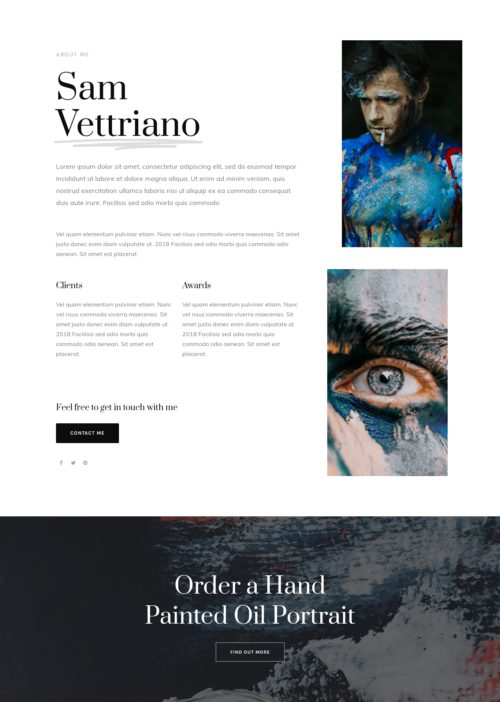 ABOUT ME
Sam
Vettriano
Lorem ipsum dolor sit amet, consectetur adipiscing elit, sed do eiusmod tempor
incididunt ut labore et dolore magna aliqua. Ut enim ad minim veniam, quis
nostrud exercitation ullamco laboris nisi ut aliquip ex ea commodo consequat
duis aute irure. Facilisis sed odio morbi quis commodo
Vel quam elementum pulvinar etiam. Nunc vel risus commodo viverra maecenas. Sit amet
justo donec enim diam vulputate ut. 2018 Facilisis sed odio morbi quis commodo odio
aenean. Sit amet est placerat.
Clients
Vel quam elementum pulvinar etiam. Nunc
vel risus commodo viverra maecenas. Sit
amet justo donec enim diam vulputate ut.
2018 Facilisis sed odio morbi quis
commodo odio aenean. Sit amet est
placerat.
Awards
Vel quam elementum pulvinar etiam. Nunc
vel risus commodo viverra maecenas. Sit
amet justo donec enim diam vulputate ut.
2018 Facilisis sed odio morbi quis
commodo odio aenean. Sit amet est
placerat.
Feel free to get in touch with me
CONTACT ME
Order a Hand
Painted Oil Portrait
FIND OUT MORE